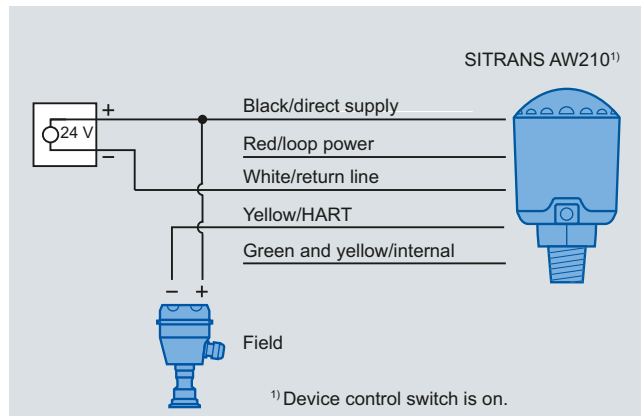 SITRANS AW210¹⁾
+
24 V
−
Black/direct supply
Red/loop power
White/return line
Yellow/HART
Green and yellow/internal
− +
Field
¹⁾ Device control switch is on.